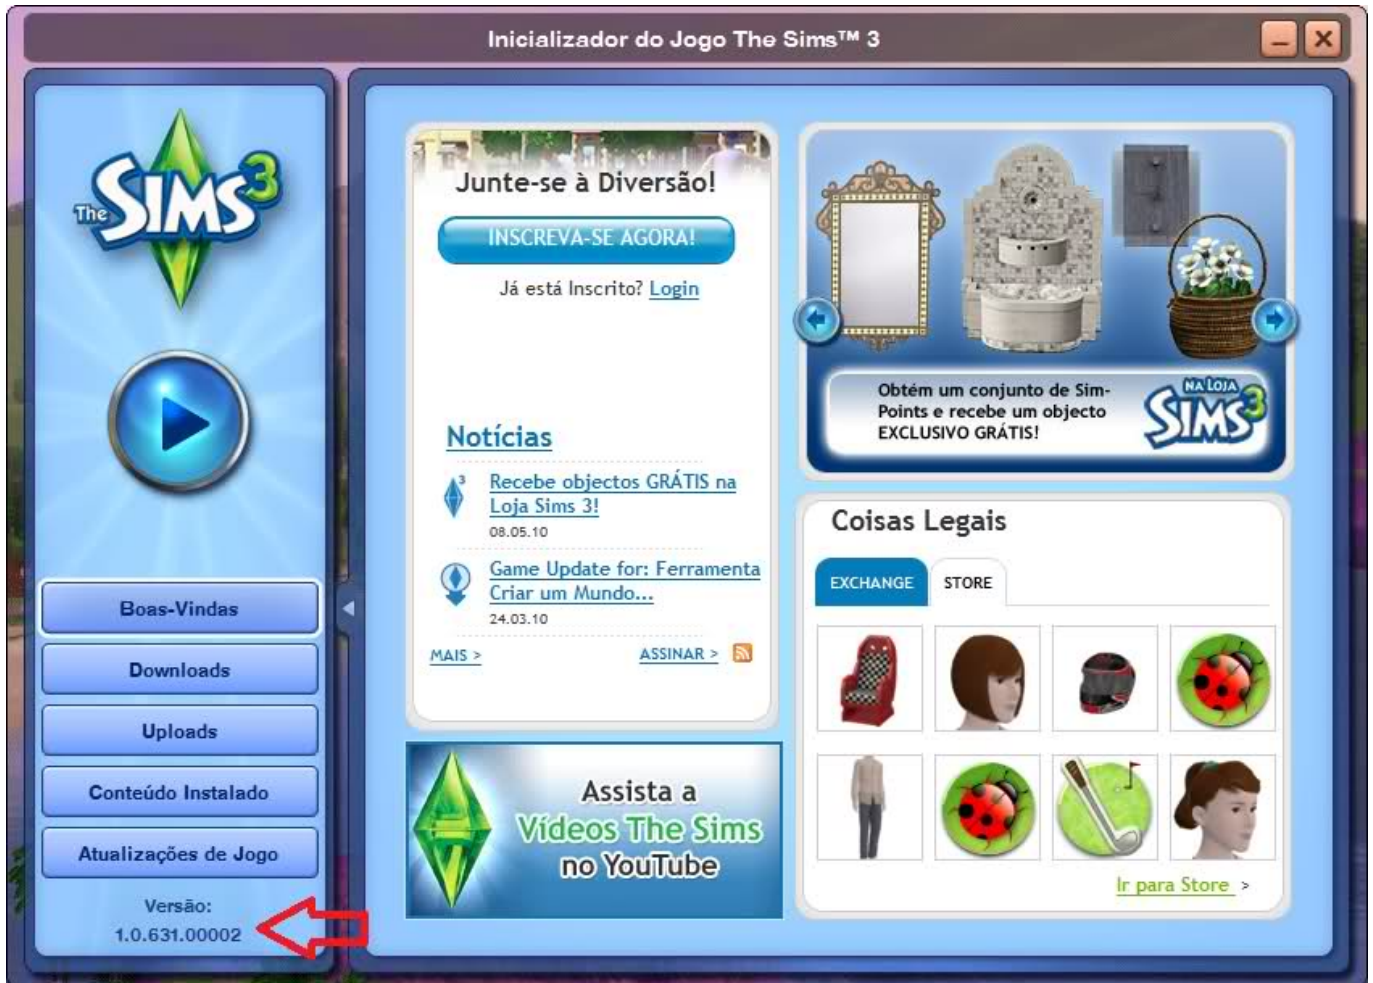 Inicializador do Jogo The Sims™ 3
The SIMS 3
Boas-Vindas
Downloads
Uploads
Conteúdo Instalado
Atualizações de Jogo
Versão:
1.0.631.00002
Junte-se à Diversão!
INSCREVA-SE AGORA!
Já está Inscrito? Login
Notícias
3
Recebe objectos GRÁTIS na
Loja Sims 3!
08.05.10
Game Update for: Ferramenta
Criar um Mundo...
24.03.10
MAIS >
ASSINAR >
Assista a
Vídeos The Sims
no YouTube
Obtém um conjunto de Sim-
Points e recebe um objecto
EXCLUSIVO GRÁTIS!
NA LOJA
SIMS 3
Coisas Legais
EXCHANGE
STORE
Ir para Store >